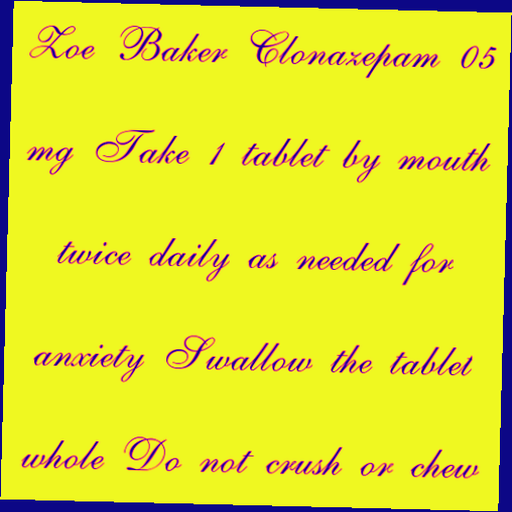 Zoe Baker Clonazepam 05
mg Take 1 tablet by mouth
twice daily as needed for
anxiety Swallow the tablet
whole Do not crush or chew